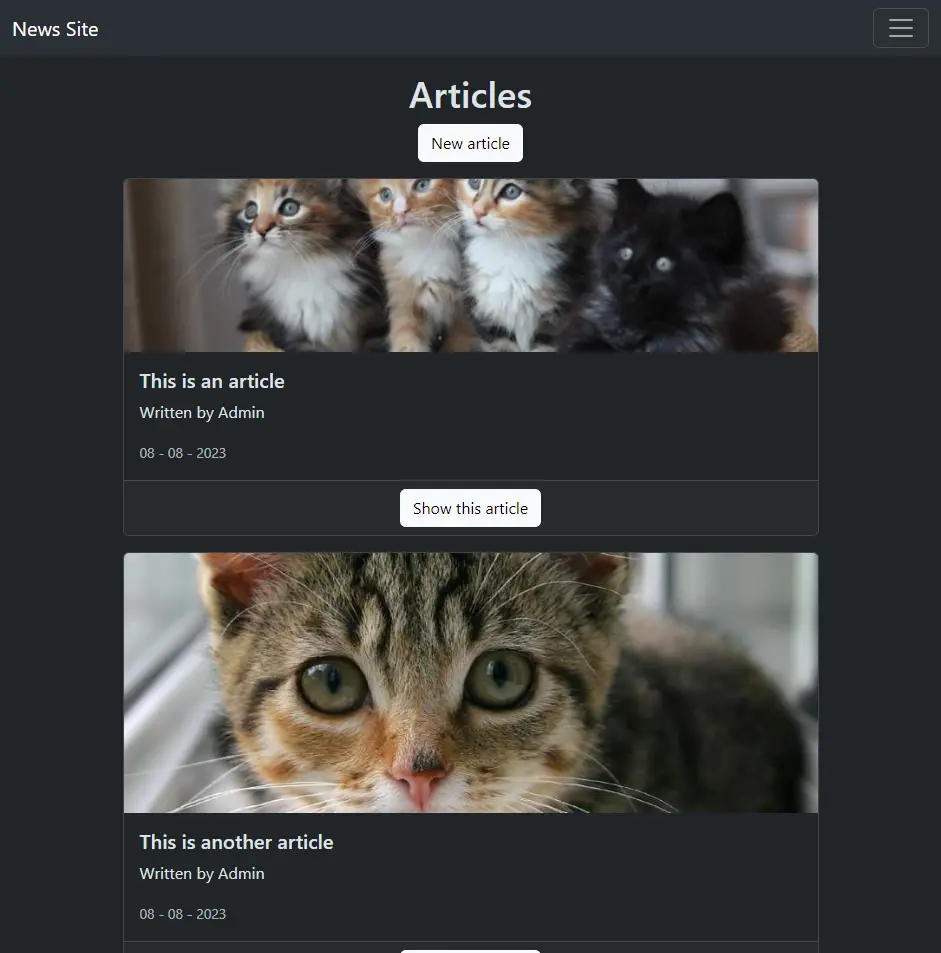 News Site
Articles
New article
This is an article
Written by Admin
08 - 08 - 2023
Show this article
This is another article
Written by Admin
08 - 08 - 2023